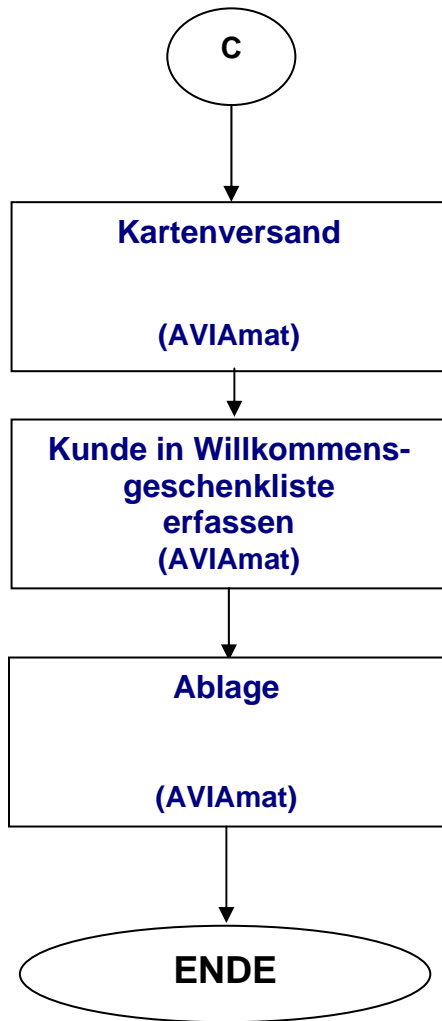 C
Kartenversand
(AVIAmat)
Kunde in Willkommens-
geschenkliste
erfassen
(AVIAmat)
Ablage
(AVIAmat)
ENDE